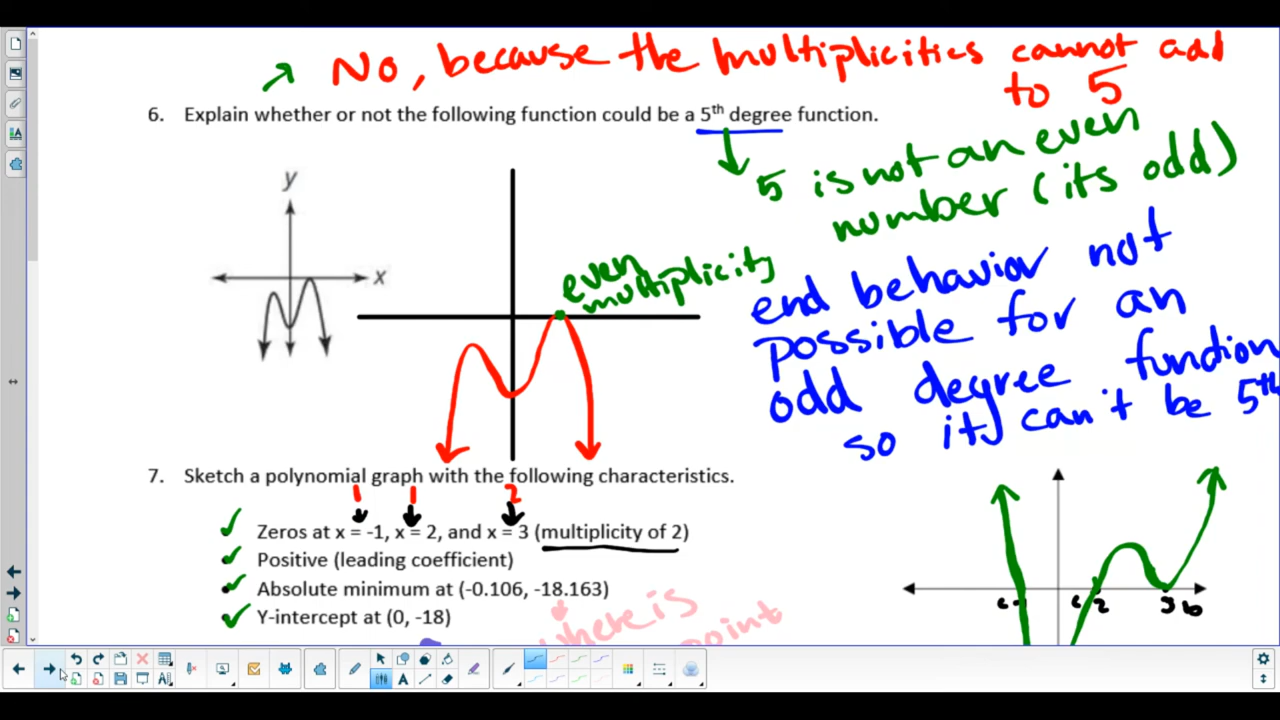 No, because the multiplicities cannot add
to 5
6. Explain whether or not the following function could be a 5th degree function.
5 is not an even
number (its odd)
y
x
even
multiplicity
end behavior not
possible for an
odd degree function
so it can't be 5th
7. Sketch a polynomial graph with the following characteristics.
1 1 2
Zeros at x = -1, x = 2, and x = 3 (multiplicity of 2)
Positive (leading coefficient)
Absolute minimum at (-0.106, -18.163)
Y-intercept at (0, -18)
where is
point
2 3
A